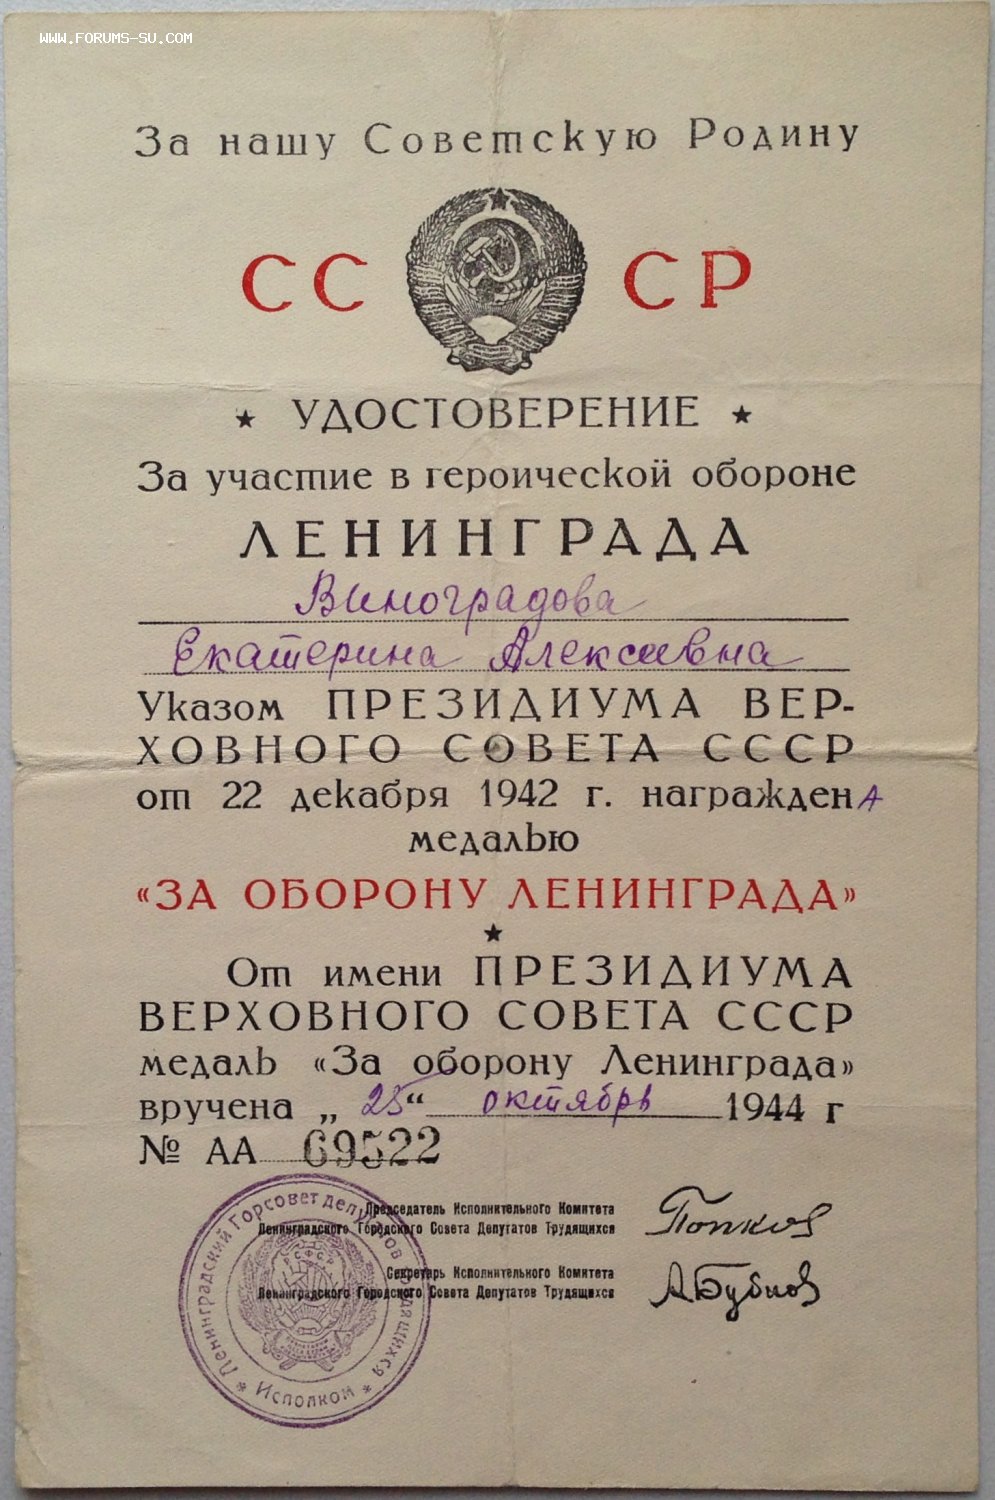 WWW.FORUMS-SU.COM
За нашу Советскую Родину
СС СР
★ УДОСТОВЕРЕНИЕ ★
За участие в героической обороне
ЛЕНИНГРАДА
Виноградова
Екатерина Алексеевна
Указом ПРЕЗИДИУМА ВЕР-
ХОВНОГО СОВЕТА СССР
от 22 декабря 1942 г. награждена
медалью
«ЗА ОБОРОНУ ЛЕНИНГРАДА»
★
От имени ПРЕЗИДИУМА
ВЕРХОВНОГО СОВЕТА СССР
медаль «За оборону Ленинграда»
вручена „ 25 “ октябрь 1944 г
№ АА 69522
Председатель Исполнительного Комитета
Ленинградского Городского Совета Депутатов Трудящихся
Попков
Секретарь Исполнительного Комитета
Ленинградского Городского Совета Депутатов Трудящихся
АБубнов
Ленинградский Горсовет депутатов трудящихся
* Исполком *
РСФСР